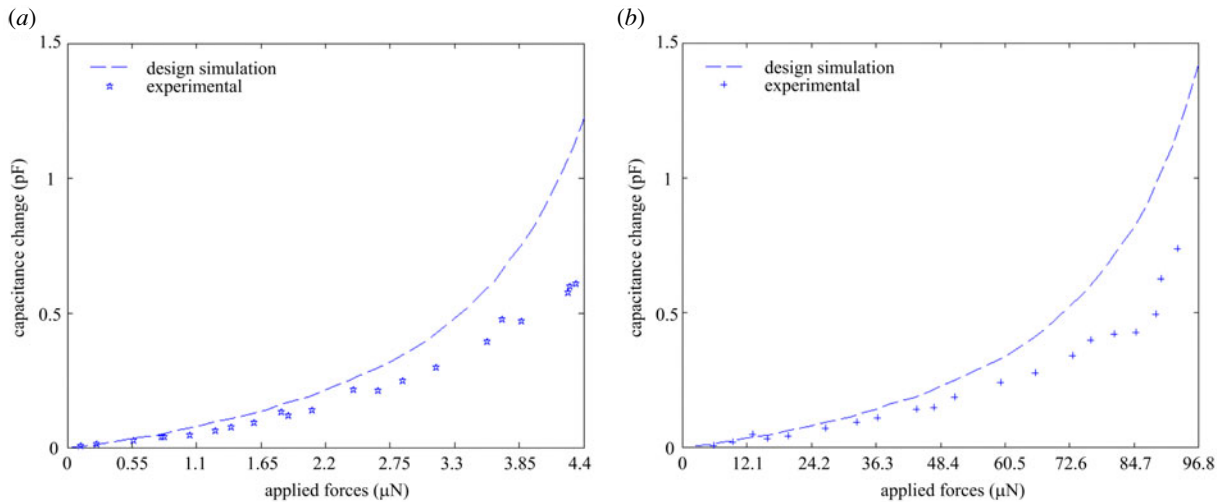 (a)
1.5
1
0.5
0
design simulation
experimental
capacitance change (pF)
0 0.55 1.1 1.65 2.2 2.75 3.3 3.85 4.4
applied forces (μN)
(b)
1.5
1
0.5
0
design simulation
experimental
capacitance change (pF)
0 12.1 24.2 36.3 48.4 60.5 72.6 84.7 96.8
applied forces (μN)